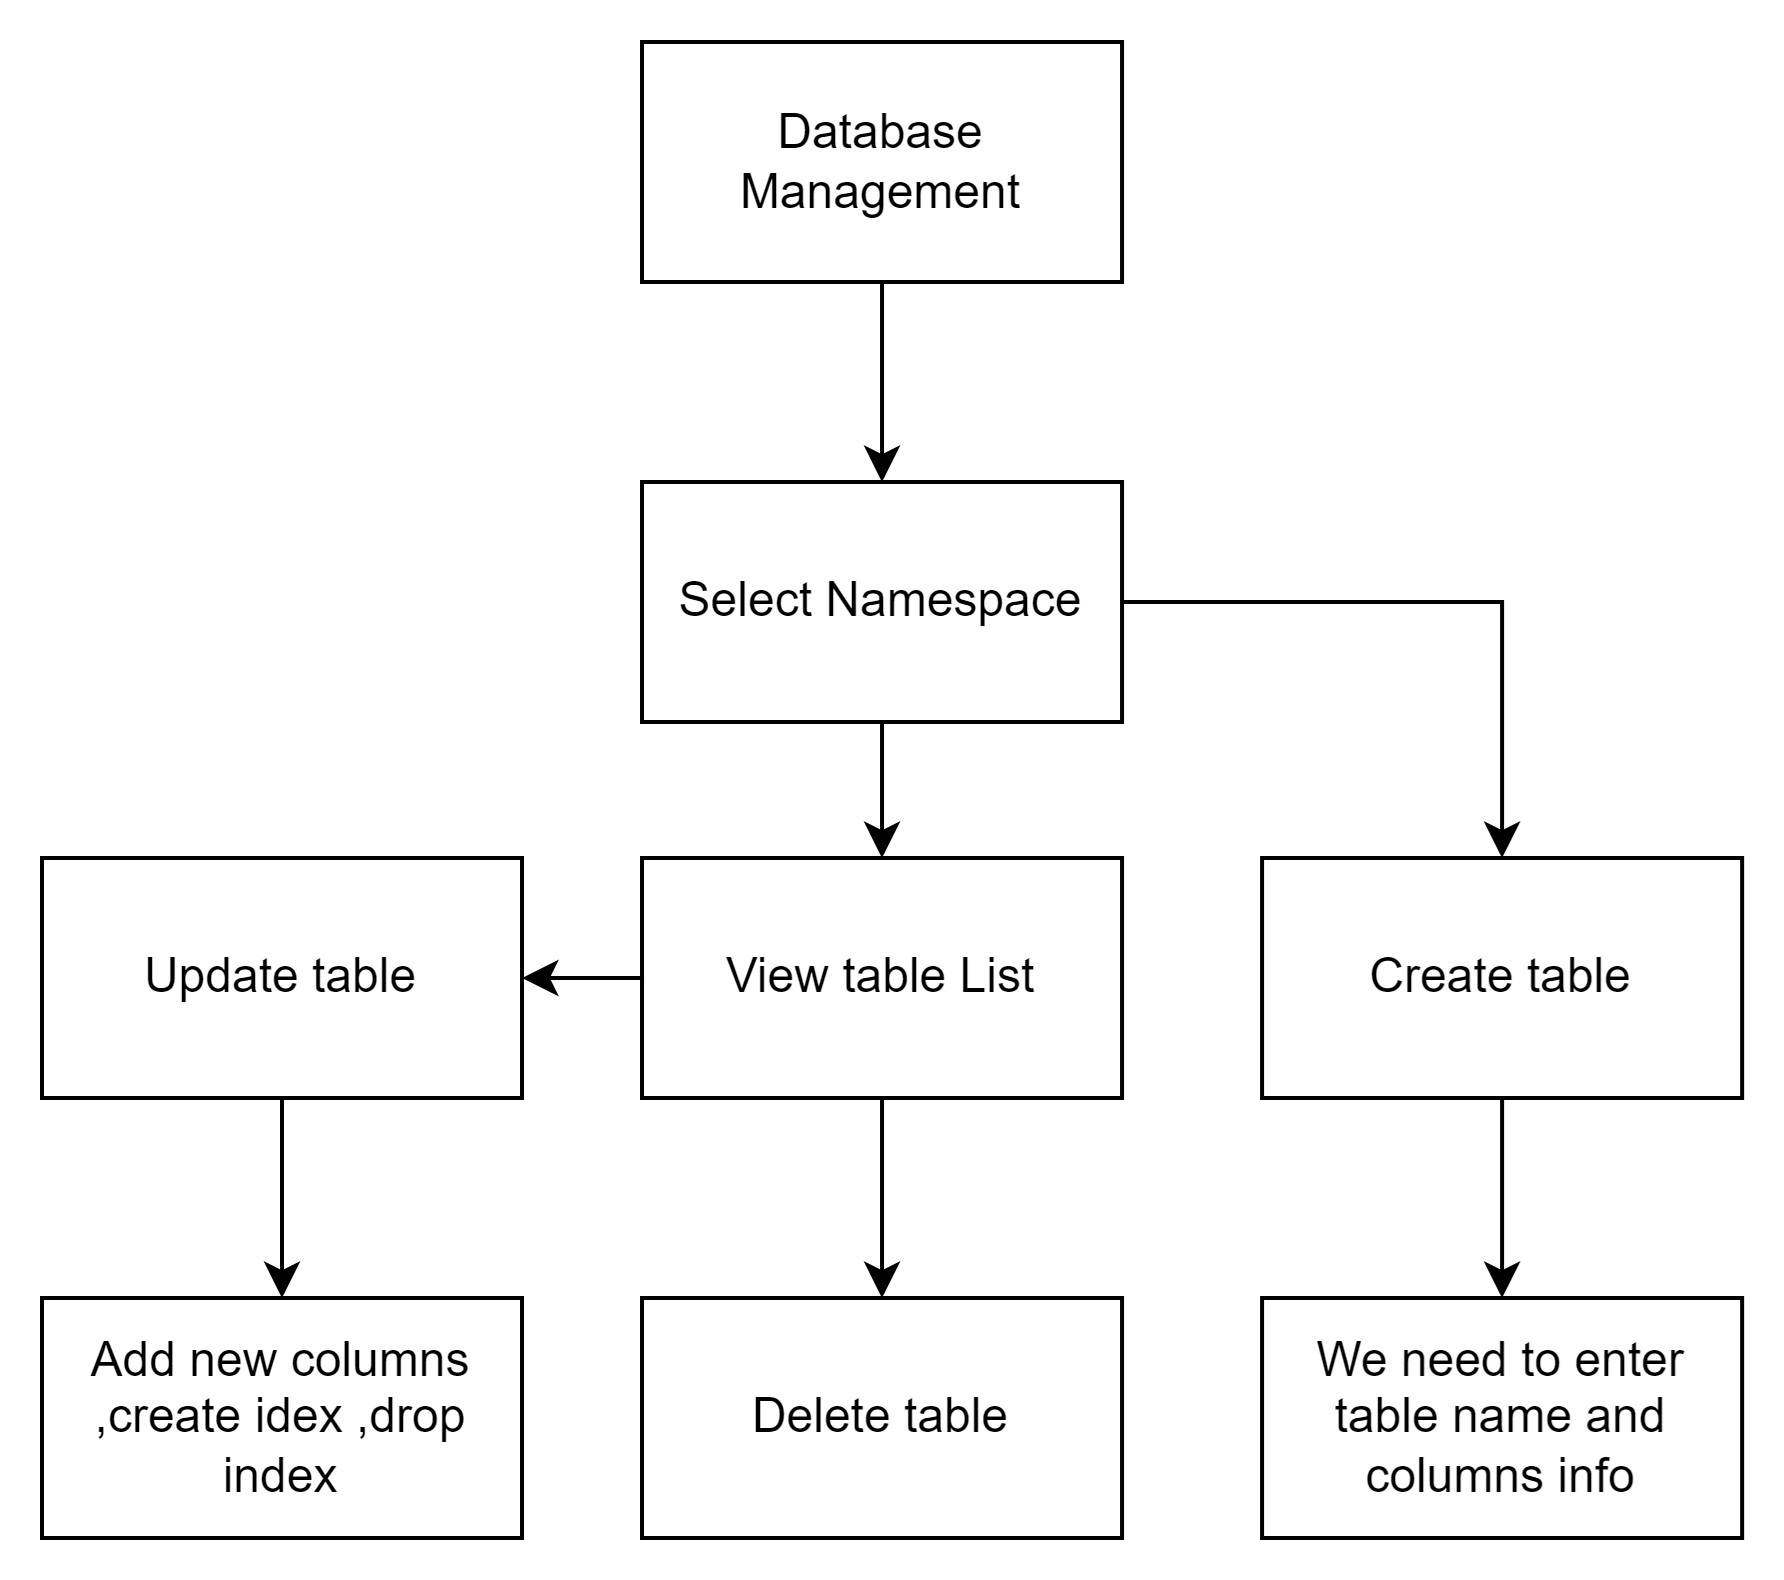 Database
Management
Select Namespace
Update table
View table List
Create table
Add new columns
,create idex ,drop
index
Delete table
We need to enter
table name and
columns info